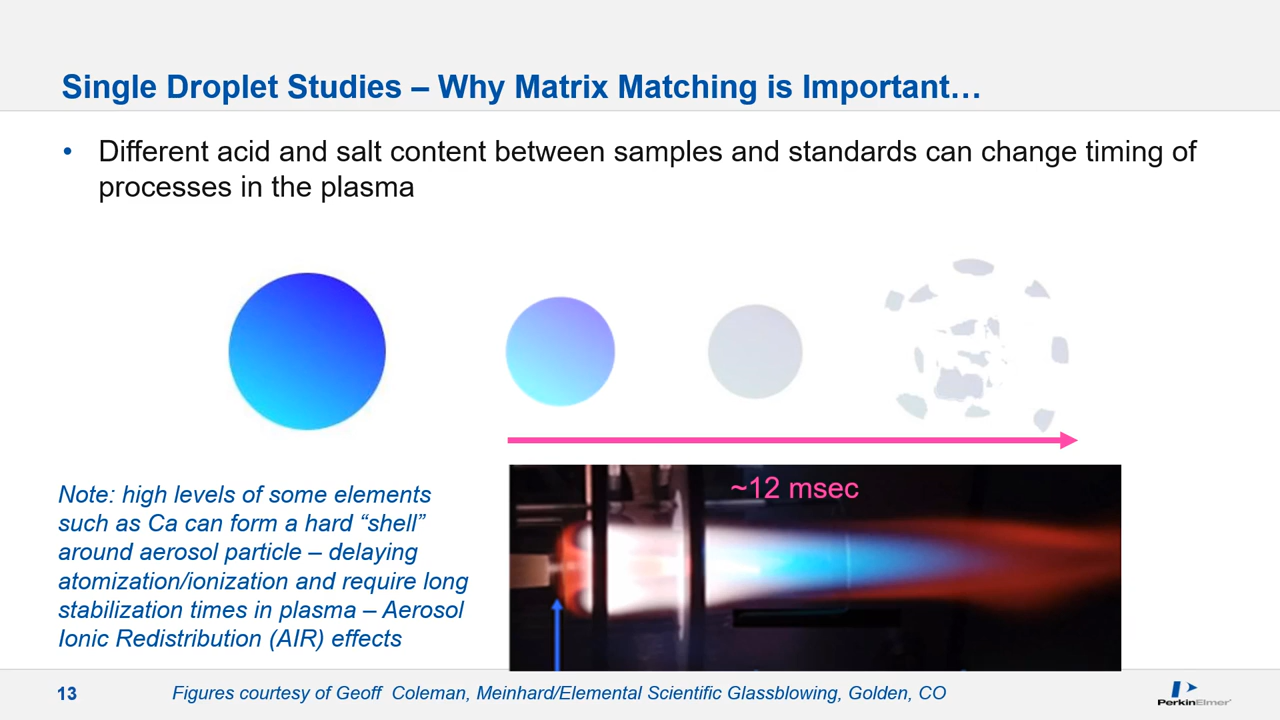 Single Droplet Studies – Why Matrix Matching is Important…
• Different acid and salt content between samples and standards can change timing of
processes in the plasma
~12 msec
Note: high levels of some elements
such as Ca can form a hard “shell”
around aerosol particle – delaying
atomization/ionization and require long
stabilization times in plasma – Aerosol
Ionic Redistribution (AIR) effects
13
Figures courtesy of Geoff Coleman, Meinhard/Elemental Scientific Glassblowing, Golden, CO
PerkinElmer